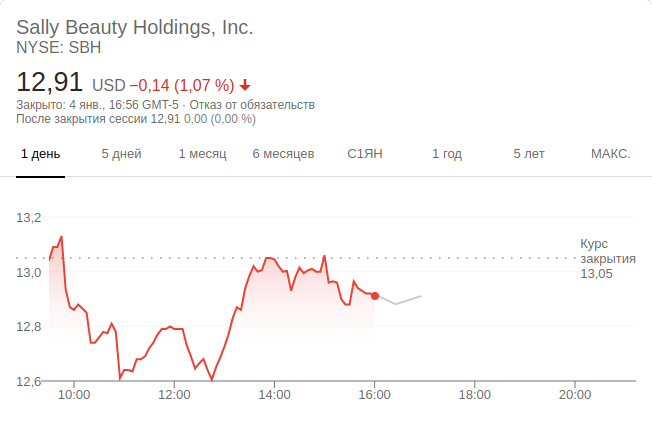 Sally Beauty Holdings, Inc.
NYSE: SBH
12,91 USD −0,14 (1,07 %)
Закрыто: 4 янв., 16:56 GMT-5 · Отказ от обязательств
После закрытия сессии 12,91 0,00 (0,00 %)
1 день 5 дней 1 месяц 6 месяцев С1ЯН 1 год 5 лет МАКС.
13,2
Курс
закрытия
13,05
13,0
12,8
12,6
10:00 12:00 14:00 16:00 18:00 20:00